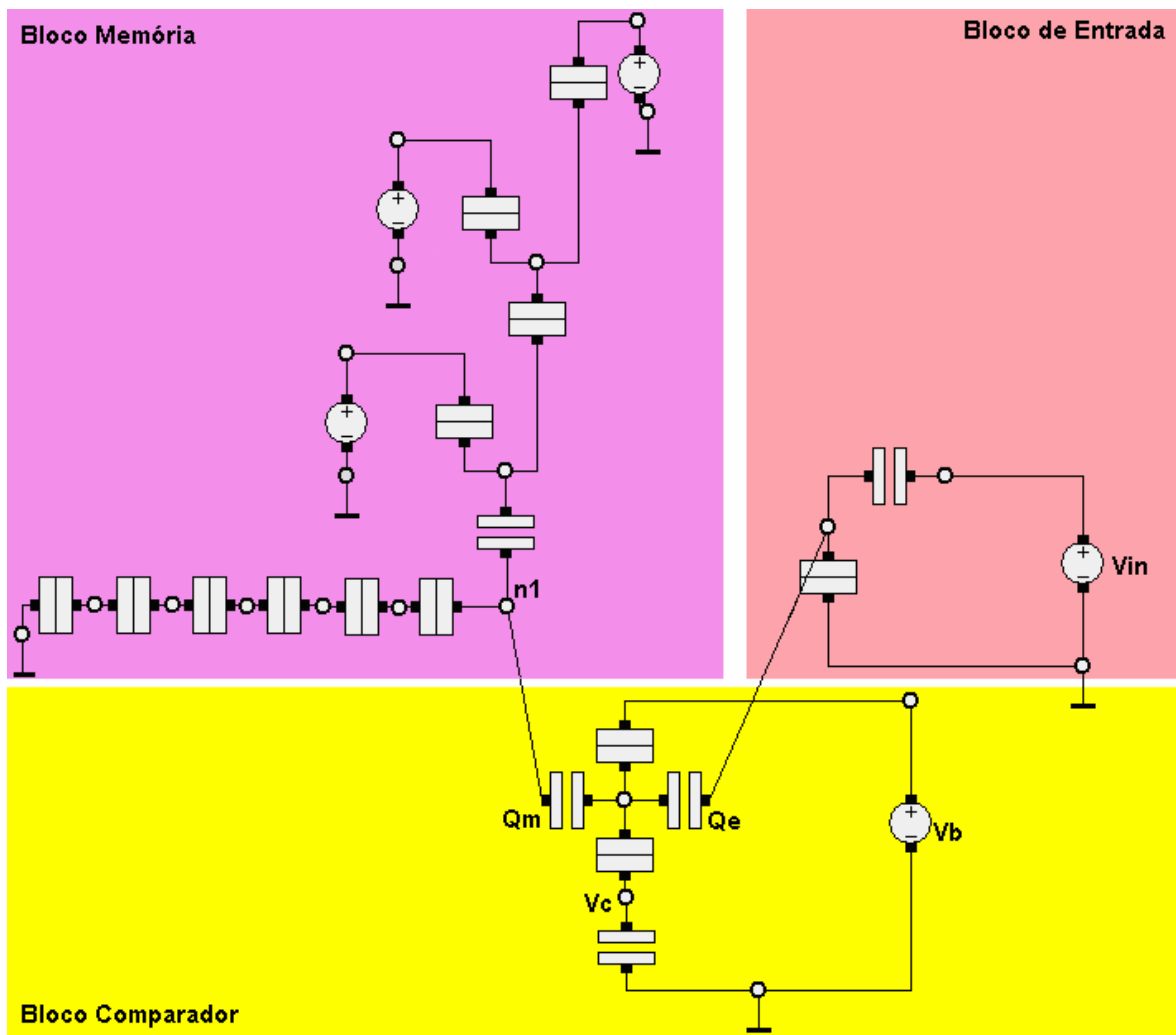 Bloco Memória
Bloco de Entrada
n1
Vin
Qm
Qe
Vb
Vc
Bloco Comparador